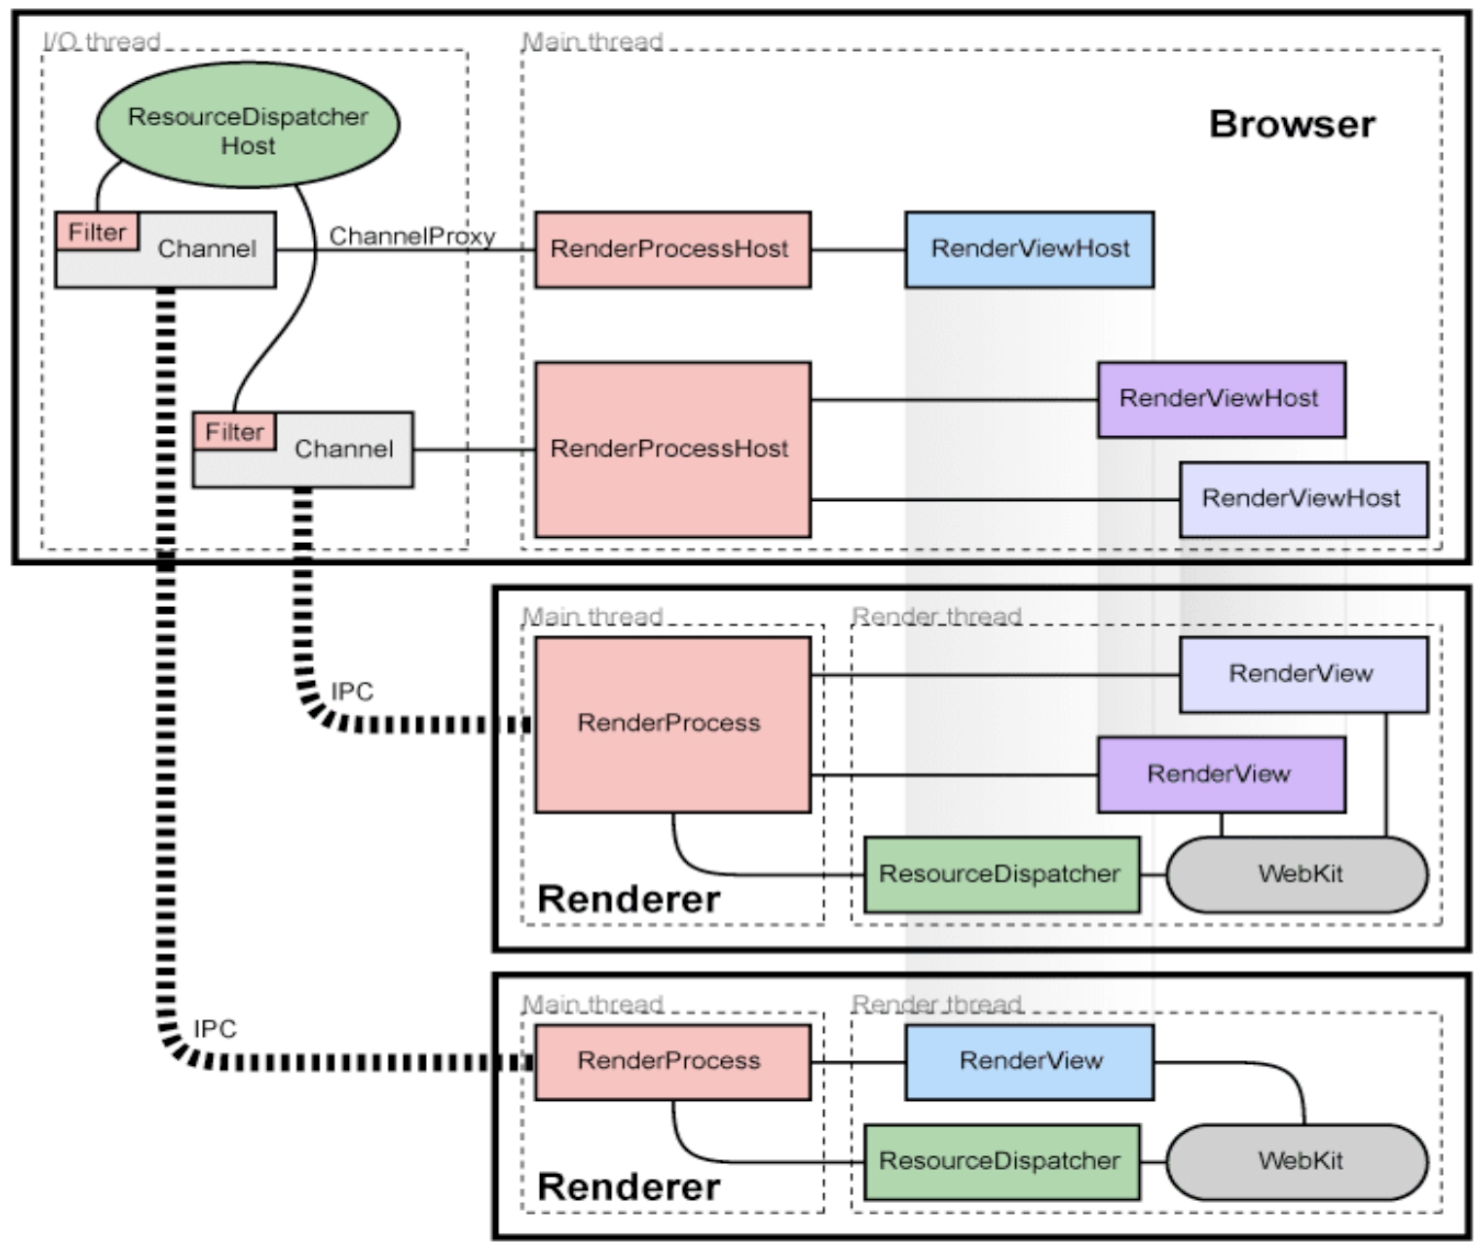 I/O thread
Main thread
Browser
ResourceDispatcher
Host
Filter
Channel
ChannelProxy
RenderProcessHost
RenderViewHost
Filter
Channel
RenderProcessHost
RenderViewHost
RenderViewHost
IPC
Main thread
Render thread
RenderProcess
RenderView
RenderView
ResourceDispatcher
WebKit
Renderer
IPC
Main thread
Render thread
RenderProcess
RenderView
ResourceDispatcher
WebKit
Renderer